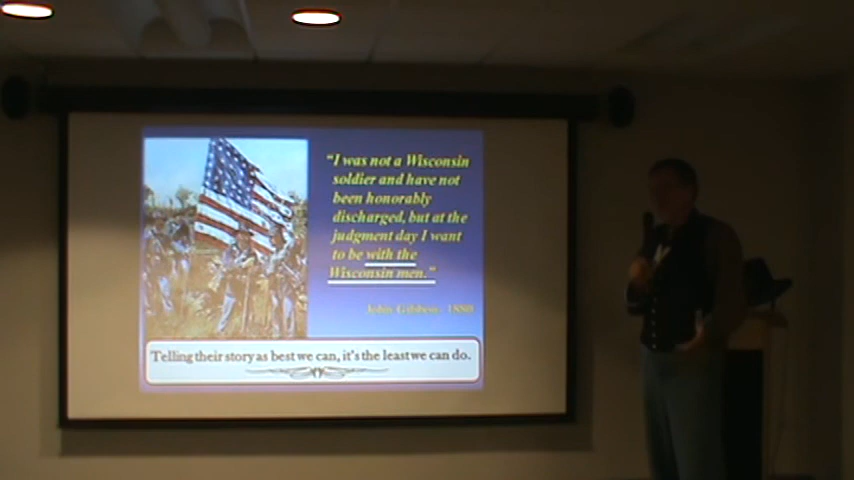 "I was not a Wisconsin
soldier and have not
been honorably
discharged, but at the
judgment day I want
to be with the
Wisconsin men."
John Gibbon - 1880
Telling their story as best we can, it's the least we can do.